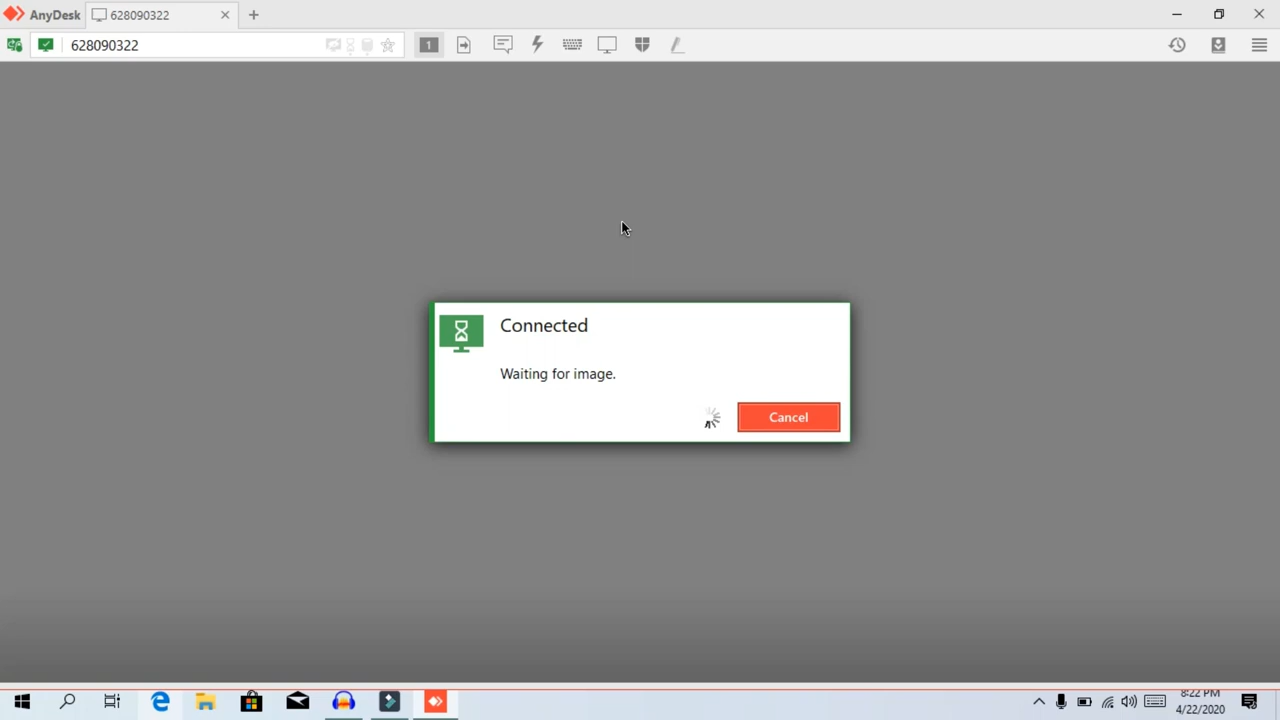 AnyDesk
628090322
628090322
1
Connected
Waiting for image.
Cancel
8:22 PM
4/22/2020